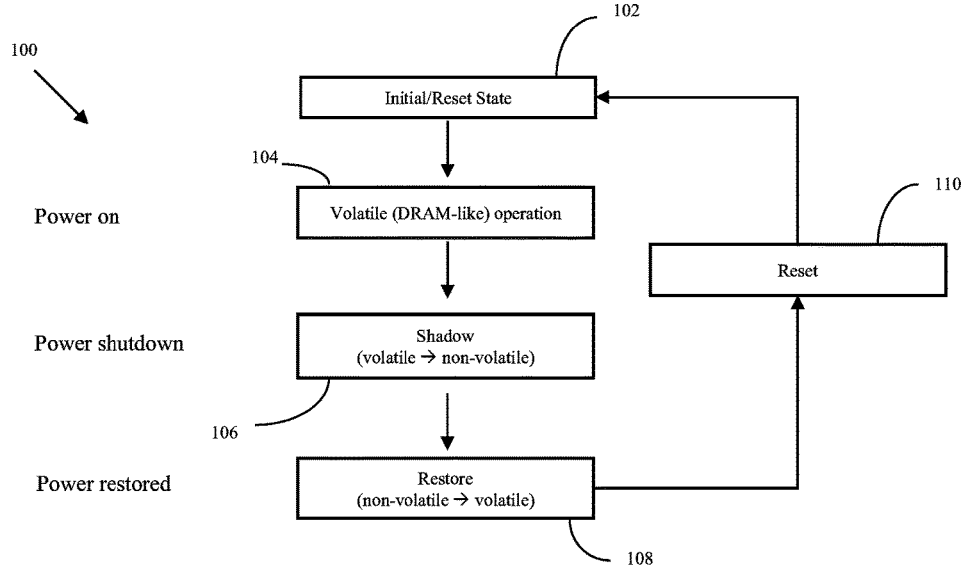 102
100
Initial/Reset State
104
110
Power on
Volatile (DRAM-like) operation
Reset
Power shutdown
Shadow
(volatile → non-volatile)
106
Power restored
Restore
(non-volatile → volatile)
108